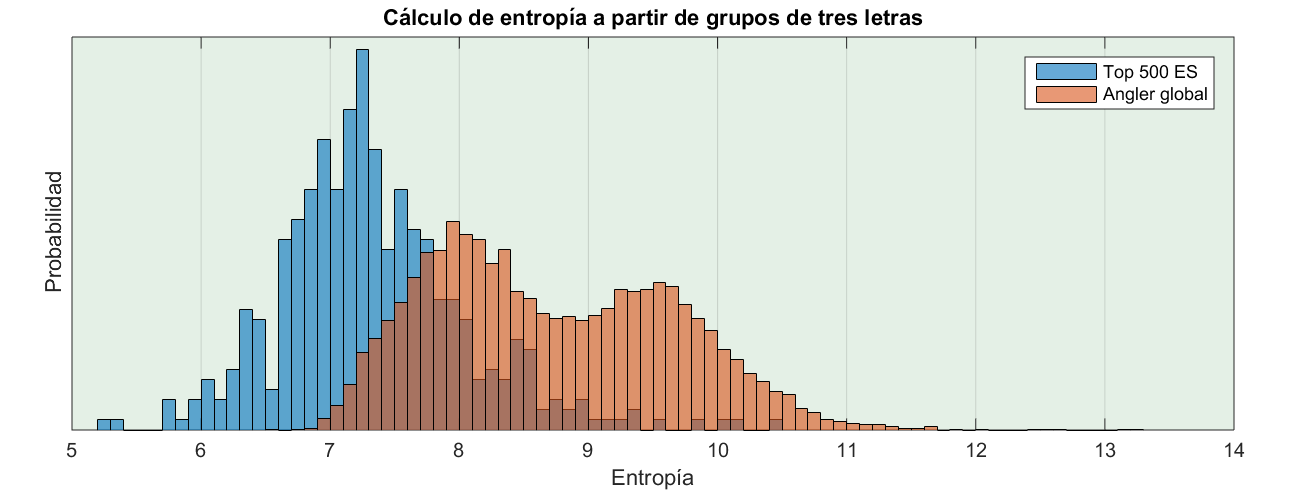 Cálculo de entropía a partir de grupos de tres letras
Top 500 ES
Angler global
Probabilidad
5 6 7 8 9 10 11 12 13 14
Entropía